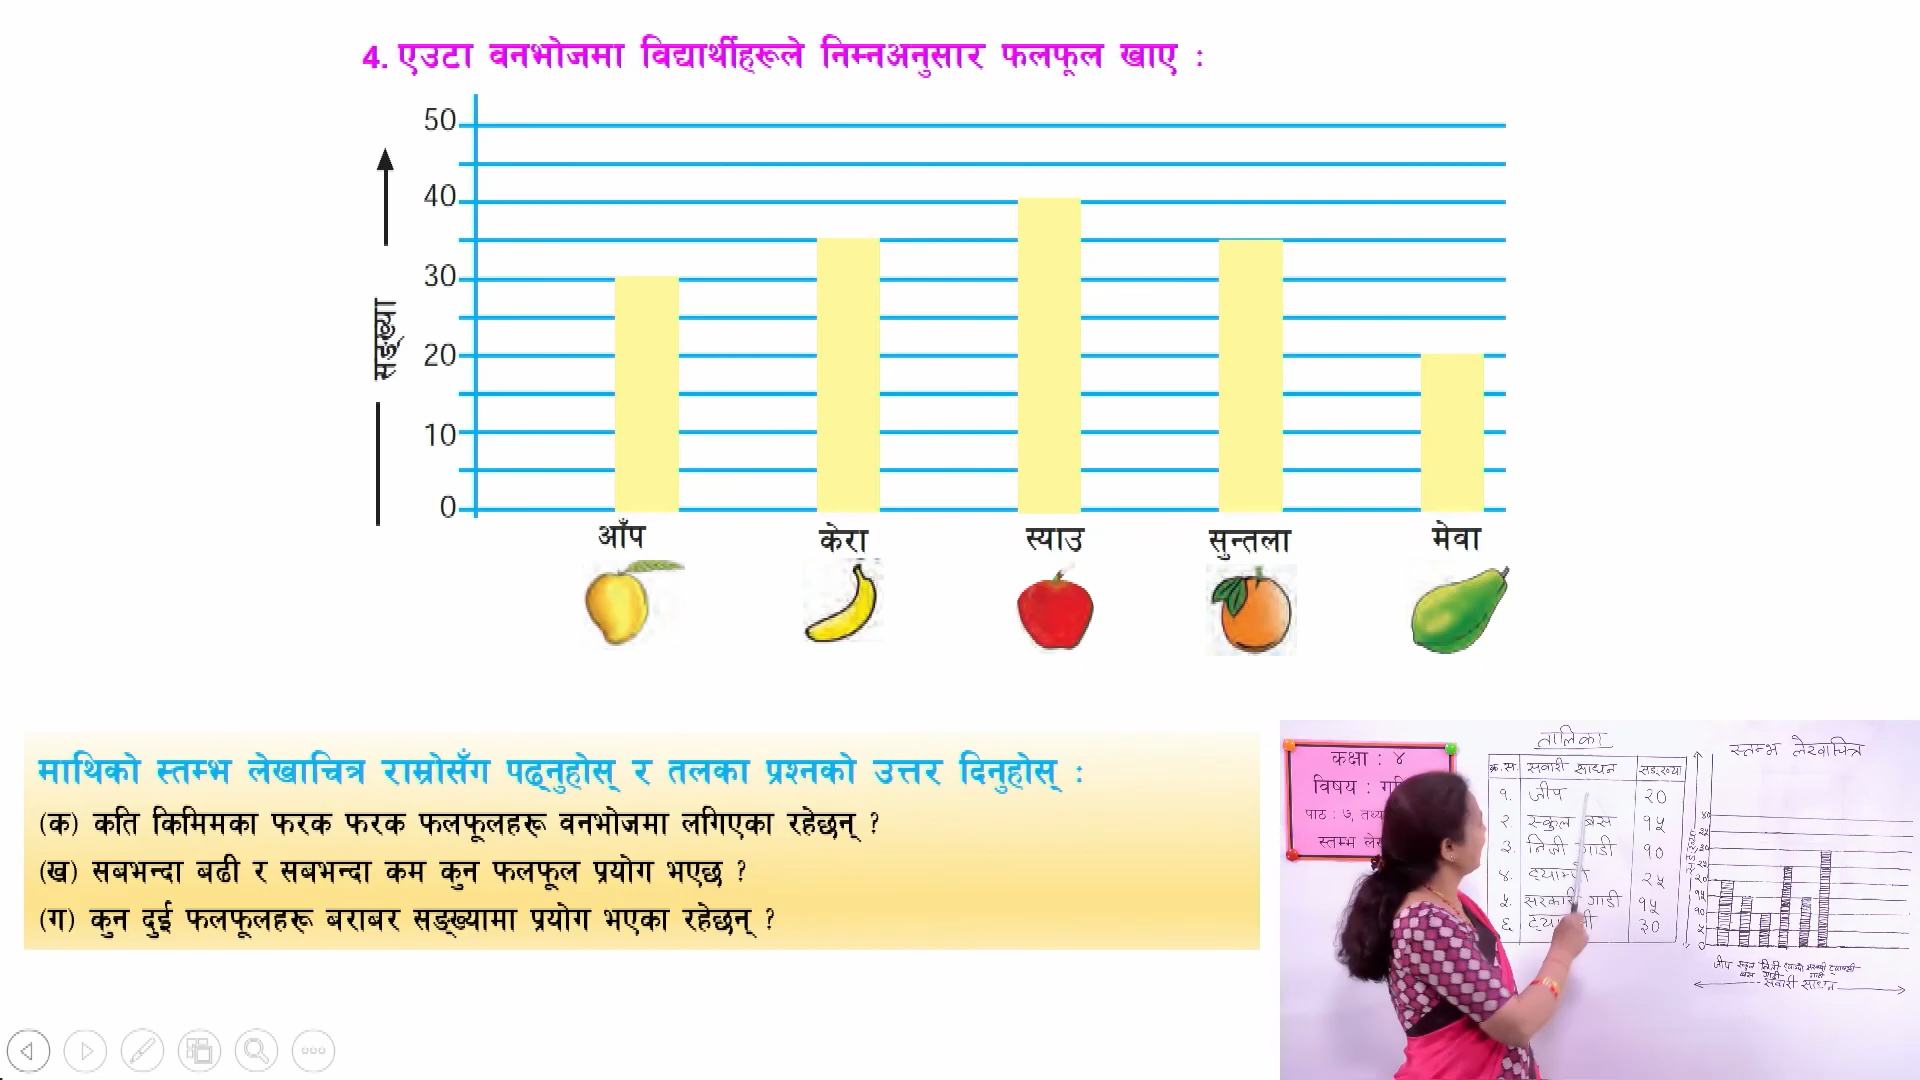 4. एउटा वनभोजमा विद्यार्थीहरूले निम्नअनुसार फलफूल खाए :
50
40
30
20
10
0
सङ्ख्या
आँप
केरा
स्याउ
सुन्तला
मेवा
माथिको स्तम्भ लेखाचित्र राम्रोसँग पढ्नुहोस् र तलका प्रश्नको उत्तर दिनुहोस् :
(क) कति किमिमका फरक फरक फलफूलहरू वनभोजमा लगिएका रहेछन् ?
(ख) सबभन्दा बढी र सबभन्दा कम कुन फलफूल प्रयोग भएछ ?
(ग) कुन दुई फलफूलहरू बराबर सङ्ख्यामा प्रयोग भएका रहेछन् ?
कक्षा : ४
विषय :
पाठ : ७,
स्तम्भ
तालिका
क्र.स. सवारी साधन सङ्ख्या
१. जीप २०
२. स्कुल बस १५
३. निजी गाडी १०
४. २५
५. सरकारी गाडी १५
६. ३०
स्तम्भ लेखाचित्र
सवारी साधन